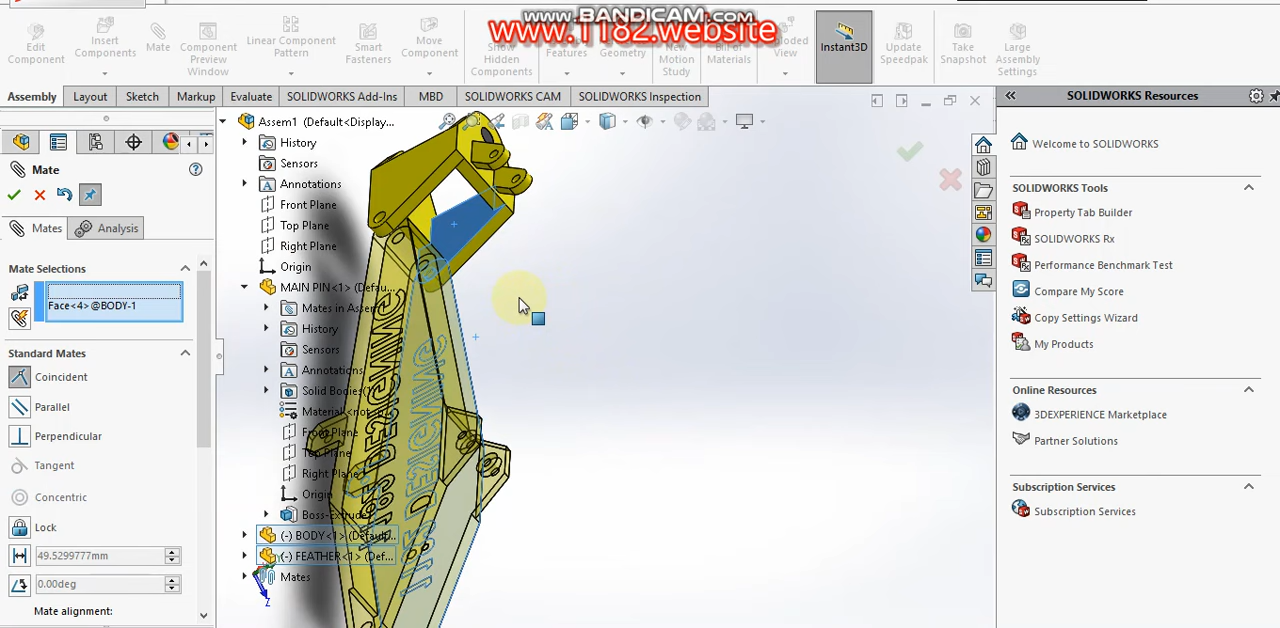 www.BANDICAM.com
www.1182.website
Edit Component
Insert Components
Mate
Component Preview Window
Linear Component Pattern
Smart Fasteners
Move Component
Show Hidden Components
Features
Geometry
New Motion Study
Bill of Materials
Exploded View
Instant3D
Update Speedpak
Take Snapshot
Large Assembly Settings
Assembly
Layout
Sketch
Markup
Evaluate
SOLIDWORKS Add-Ins
MBD
SOLIDWORKS CAM
SOLIDWORKS Inspection
SOLIDWORKS Resources
Mate
Mates
Analysis
Mate Selections
Face<4>@BODY-1
Standard Mates
Coincident
Parallel
Perpendicular
Tangent
Concentric
Lock
49.5299777mm
0.00deg
Mate alignment:
Assem1 (Default<Display...
History
Sensors
Annotations
Front Plane
Top Plane
Right Plane
Origin
MAIN PIN<1> (Defau...
Mates in Assem
History
Sensors
Annotations
Solid Bodies(1)
Material <not
Front Plane
Top Plane
Right Plane
Origin
Boss-Extrude
(-) BODY<1> (Default...
(-) FEATHER<1> (Def...
Mates
Z
Welcome to SOLIDWORKS
SOLIDWORKS Tools
Property Tab Builder
SOLIDWORKS Rx
Performance Benchmark Test
Compare My Score
Copy Settings Wizard
My Products
Online Resources
3DEXPERIENCE Marketplace
Partner Solutions
Subscription Services
Subscription Services